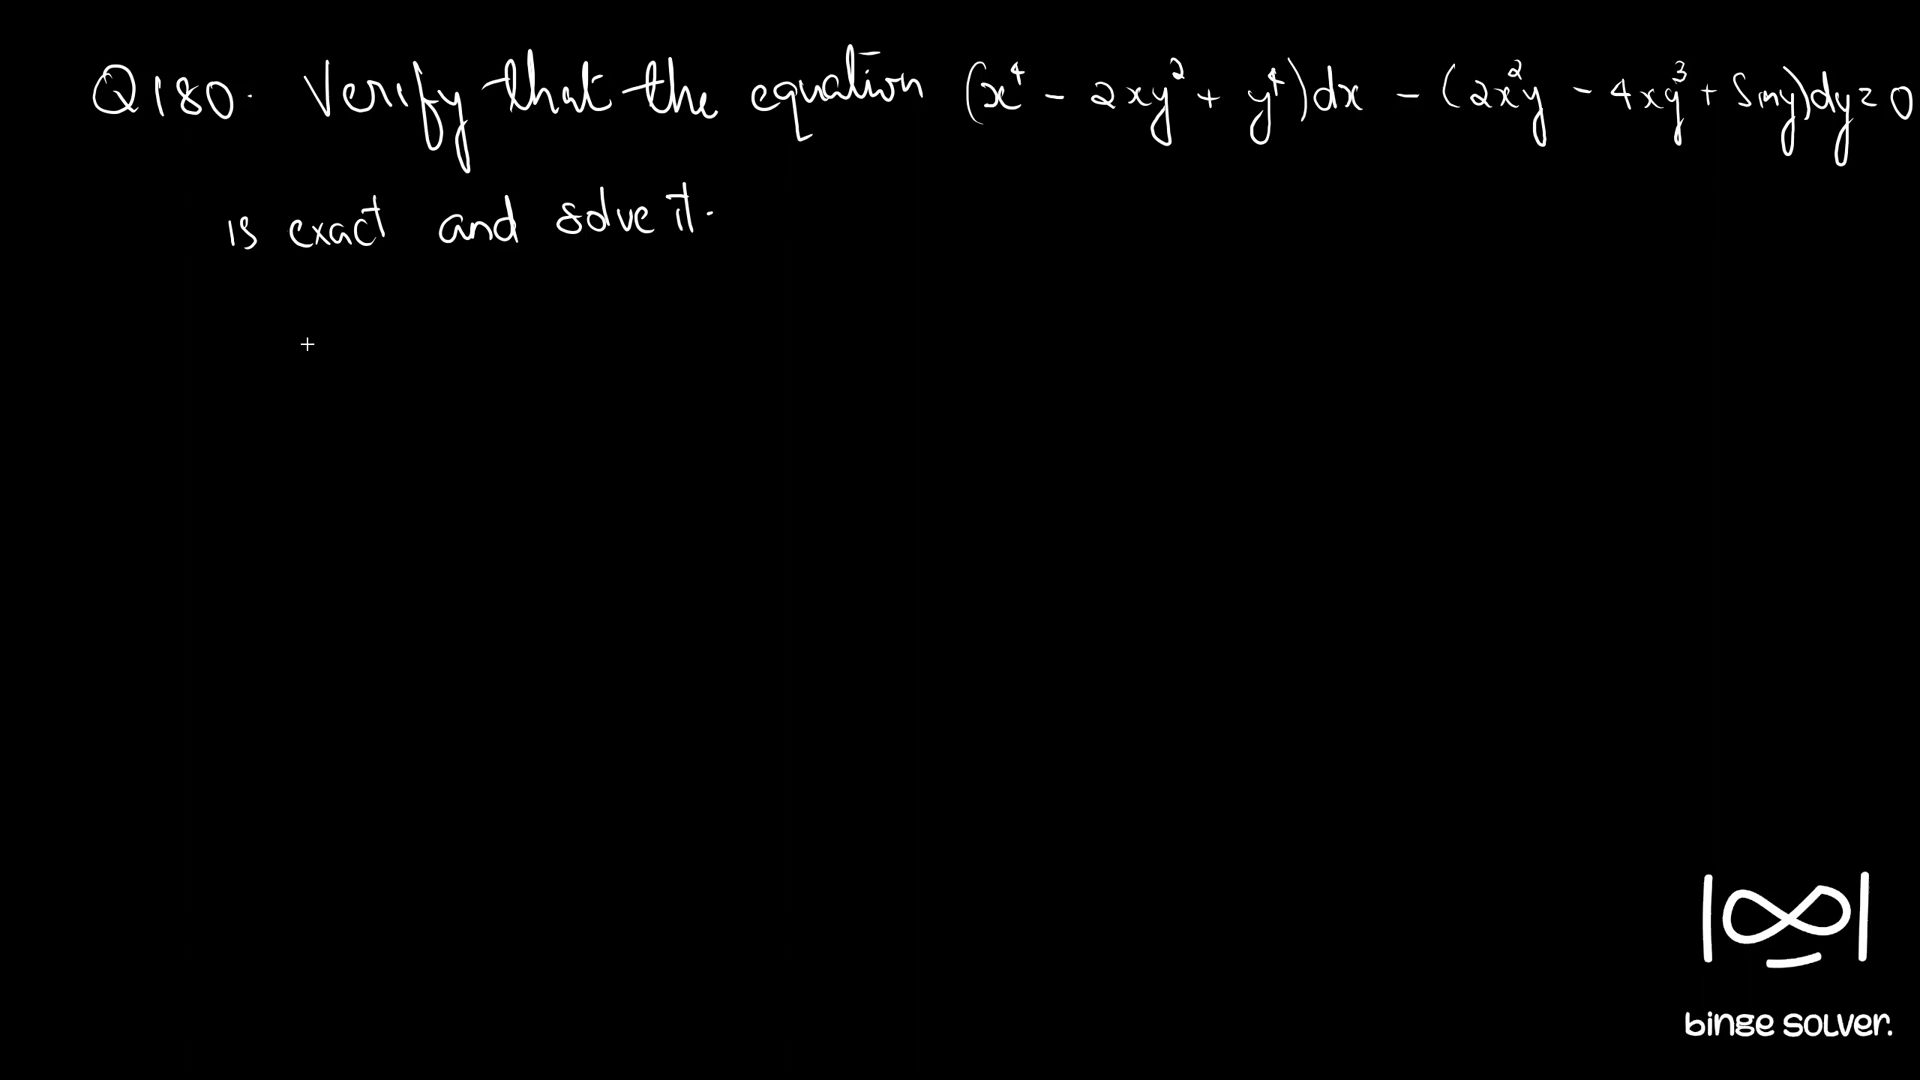 Q180. Verify that the equation (x⁴ - 2xy² + y⁴)dx - (2x²y - 4xy³ + Siny)dy = 0
is exact and solve it.
binge solver.